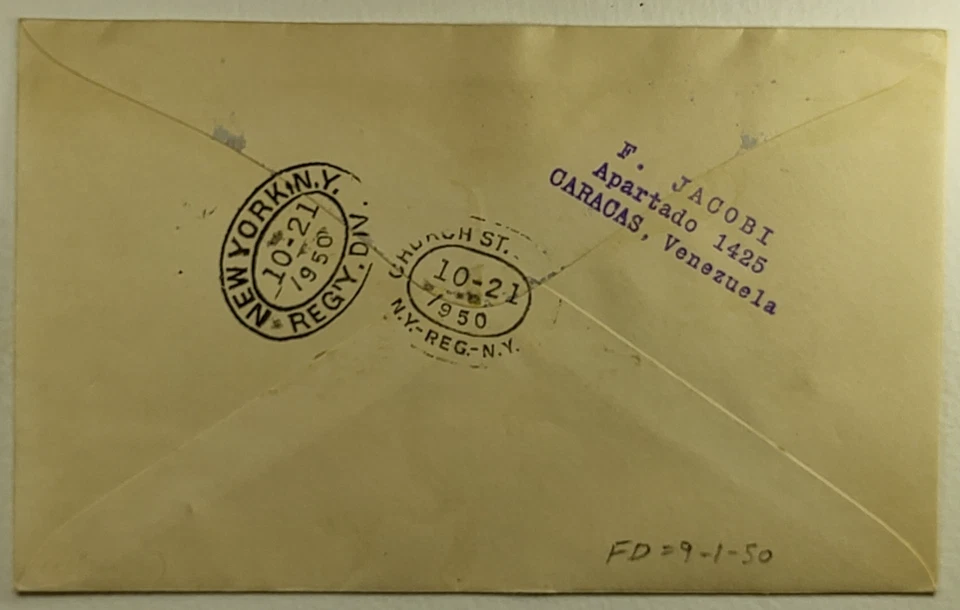 NEW YORK, N.Y.
10-21
1950
REG'Y. DIV.
CHURCH ST.
10-21
1950
N.Y.-REG.-N.Y.
F. JACOBI
Apartado 1425
CARACAS, Venezuela
FD=9-1-50